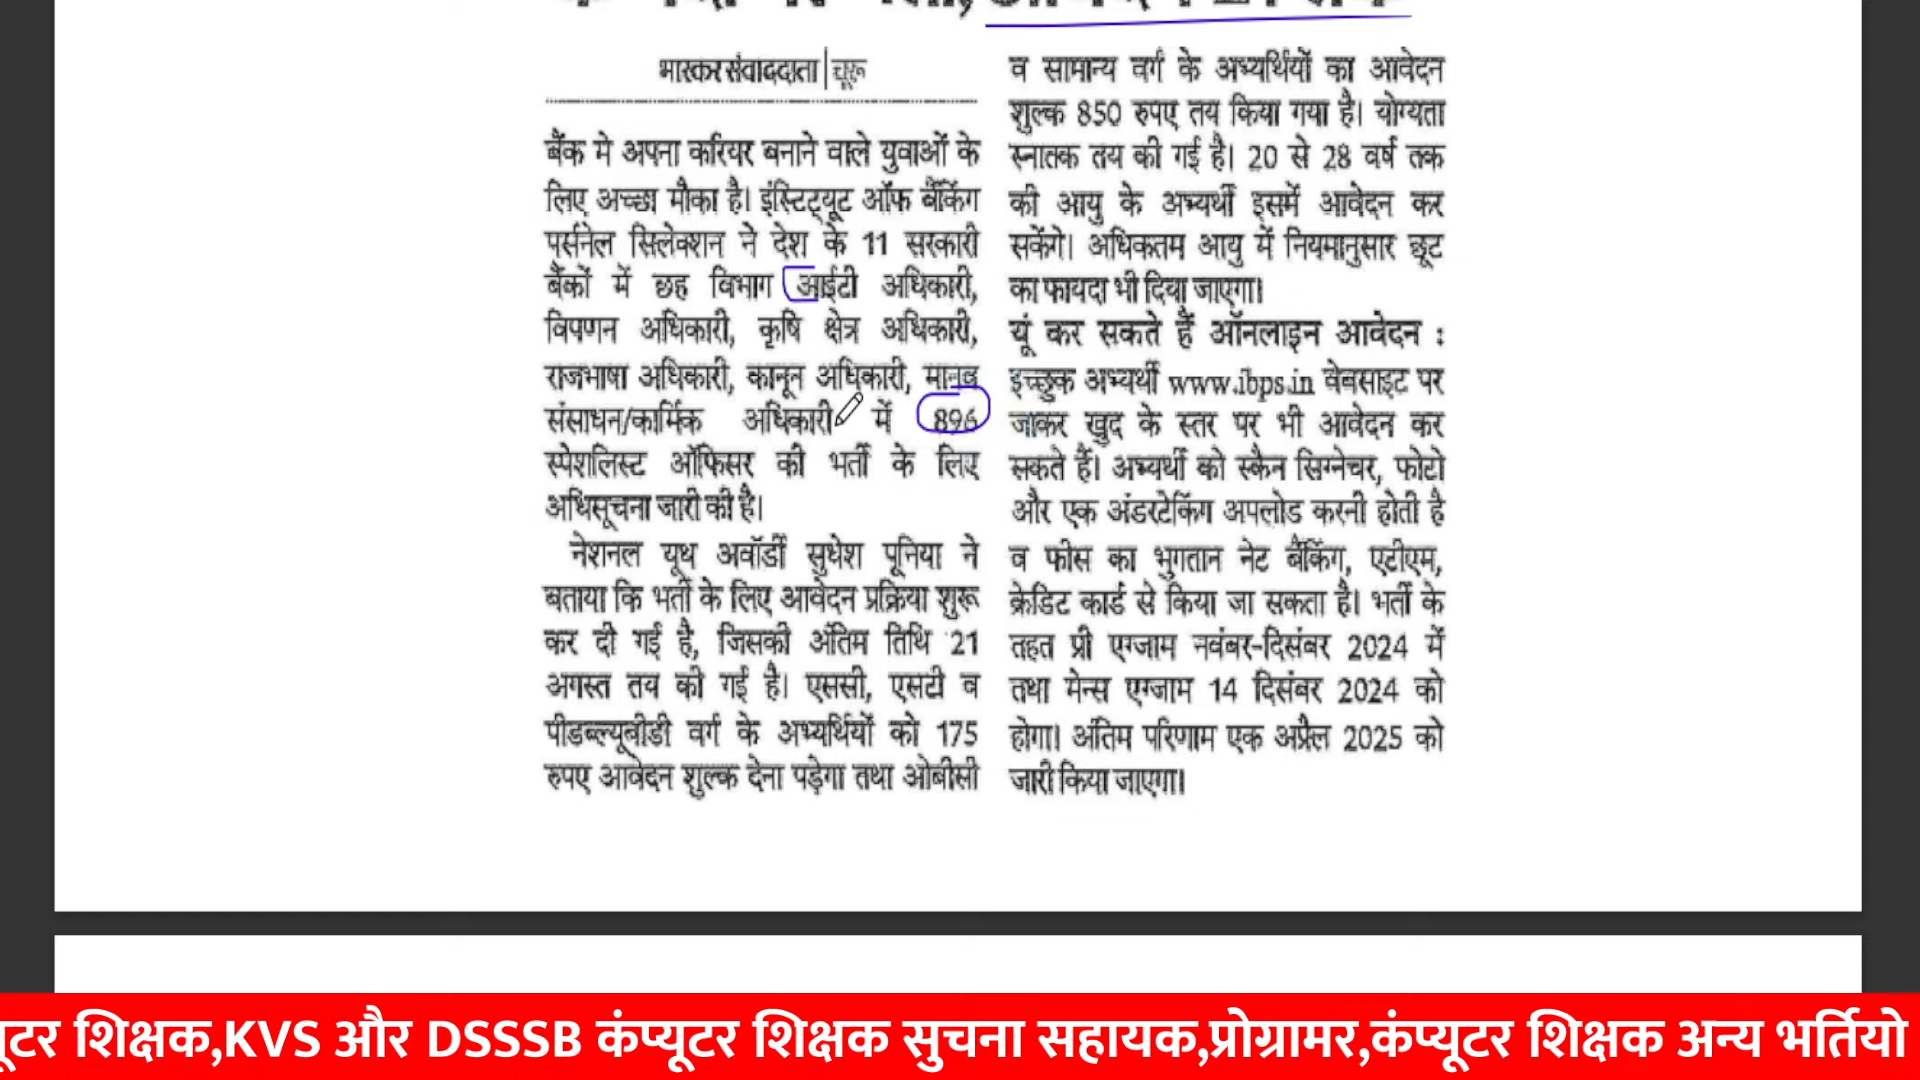 भास्कर संवाददाता | चूरू
बैंक मे अपना करियर बनाने वाले युवाओं के
लिए अच्छा मौका है। इंस्टिट्यूट ऑफ बैंकिंग
पर्सनेल सिलेक्शन ने देश के 11 सरकारी
बैंकों में छह विभाग आईटी अधिकारी,
विपणन अधिकारी, कृषि क्षेत्र अधिकारी,
राजभाषा अधिकारी, कानून अधिकारी, मानव
संसाधन/कार्मिक अधिकारी में 896
स्पेशलिस्ट ऑफिसर की भर्ती के लिए
अधिसूचना जारी की है।
नेशनल यूथ अवॉर्डी सुधेश पूनिया ने
बताया कि भर्ती के लिए आवेदन प्रक्रिया शुरू
कर दी गई है, जिसकी अंतिम तिथि 21
अगस्त तय की गई है। एससी, एसटी व
पीडब्ल्यूबीडी वर्ग के अभ्यर्थियों को 175
रुपए आवेदन शुल्क देना पड़ेगा तथा ओबीसी
व सामान्य वर्ग के अभ्यर्थियों का आवेदन
शुल्क 850 रुपए तय किया गया है। योग्यता
स्नातक तय की गई है। 20 से 28 वर्ष तक
की आयु के अभ्यर्थी इसमें आवेदन कर
सकेंगे। अधिकतम आयु में नियमानुसार छूट
का फायदा भी दिया जाएगा।
यूं कर सकते हैं ऑनलाइन आवेदन :
इच्छुक अभ्यर्थी www.ibps.in वेबसाइट पर
जाकर खुद के स्तर पर भी आवेदन कर
सकते हैं। अभ्यर्थी को स्कैन सिग्नेचर, फोटो
और एक अंडरटेकिंग अपलोड करनी होती है
व फीस का भुगतान नेट बैंकिंग, एटीएम,
क्रेडिट कार्ड से किया जा सकता है। भर्ती के
तहत प्री एग्जाम नवंबर-दिसंबर 2024 में
तथा मेन्स एग्जाम 14 दिसंबर 2024 को
होगा। अंतिम परिणाम एक अप्रैल 2025 को
जारी किया जाएगा।
यूटर शिक्षक,KVS और DSSSB कंप्यूटर शिक्षक सुचना सहायक,प्रोग्रामर,कंप्यूटर शिक्षक अन्य भर्तियो